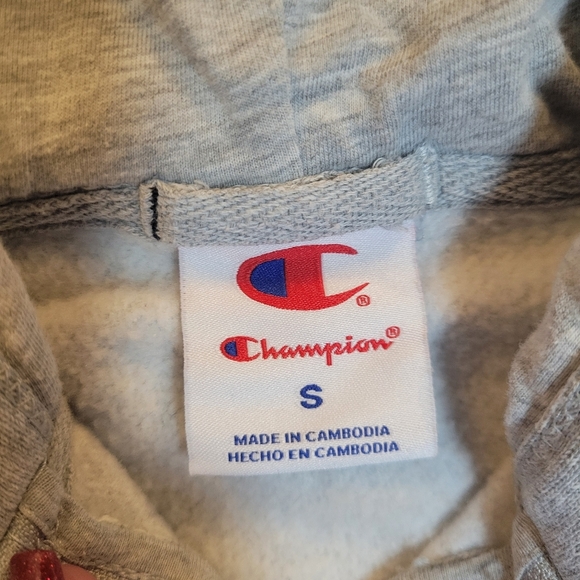 ®
Champion®
S
MADE IN CAMBODIA
HECHO EN CAMBODIA